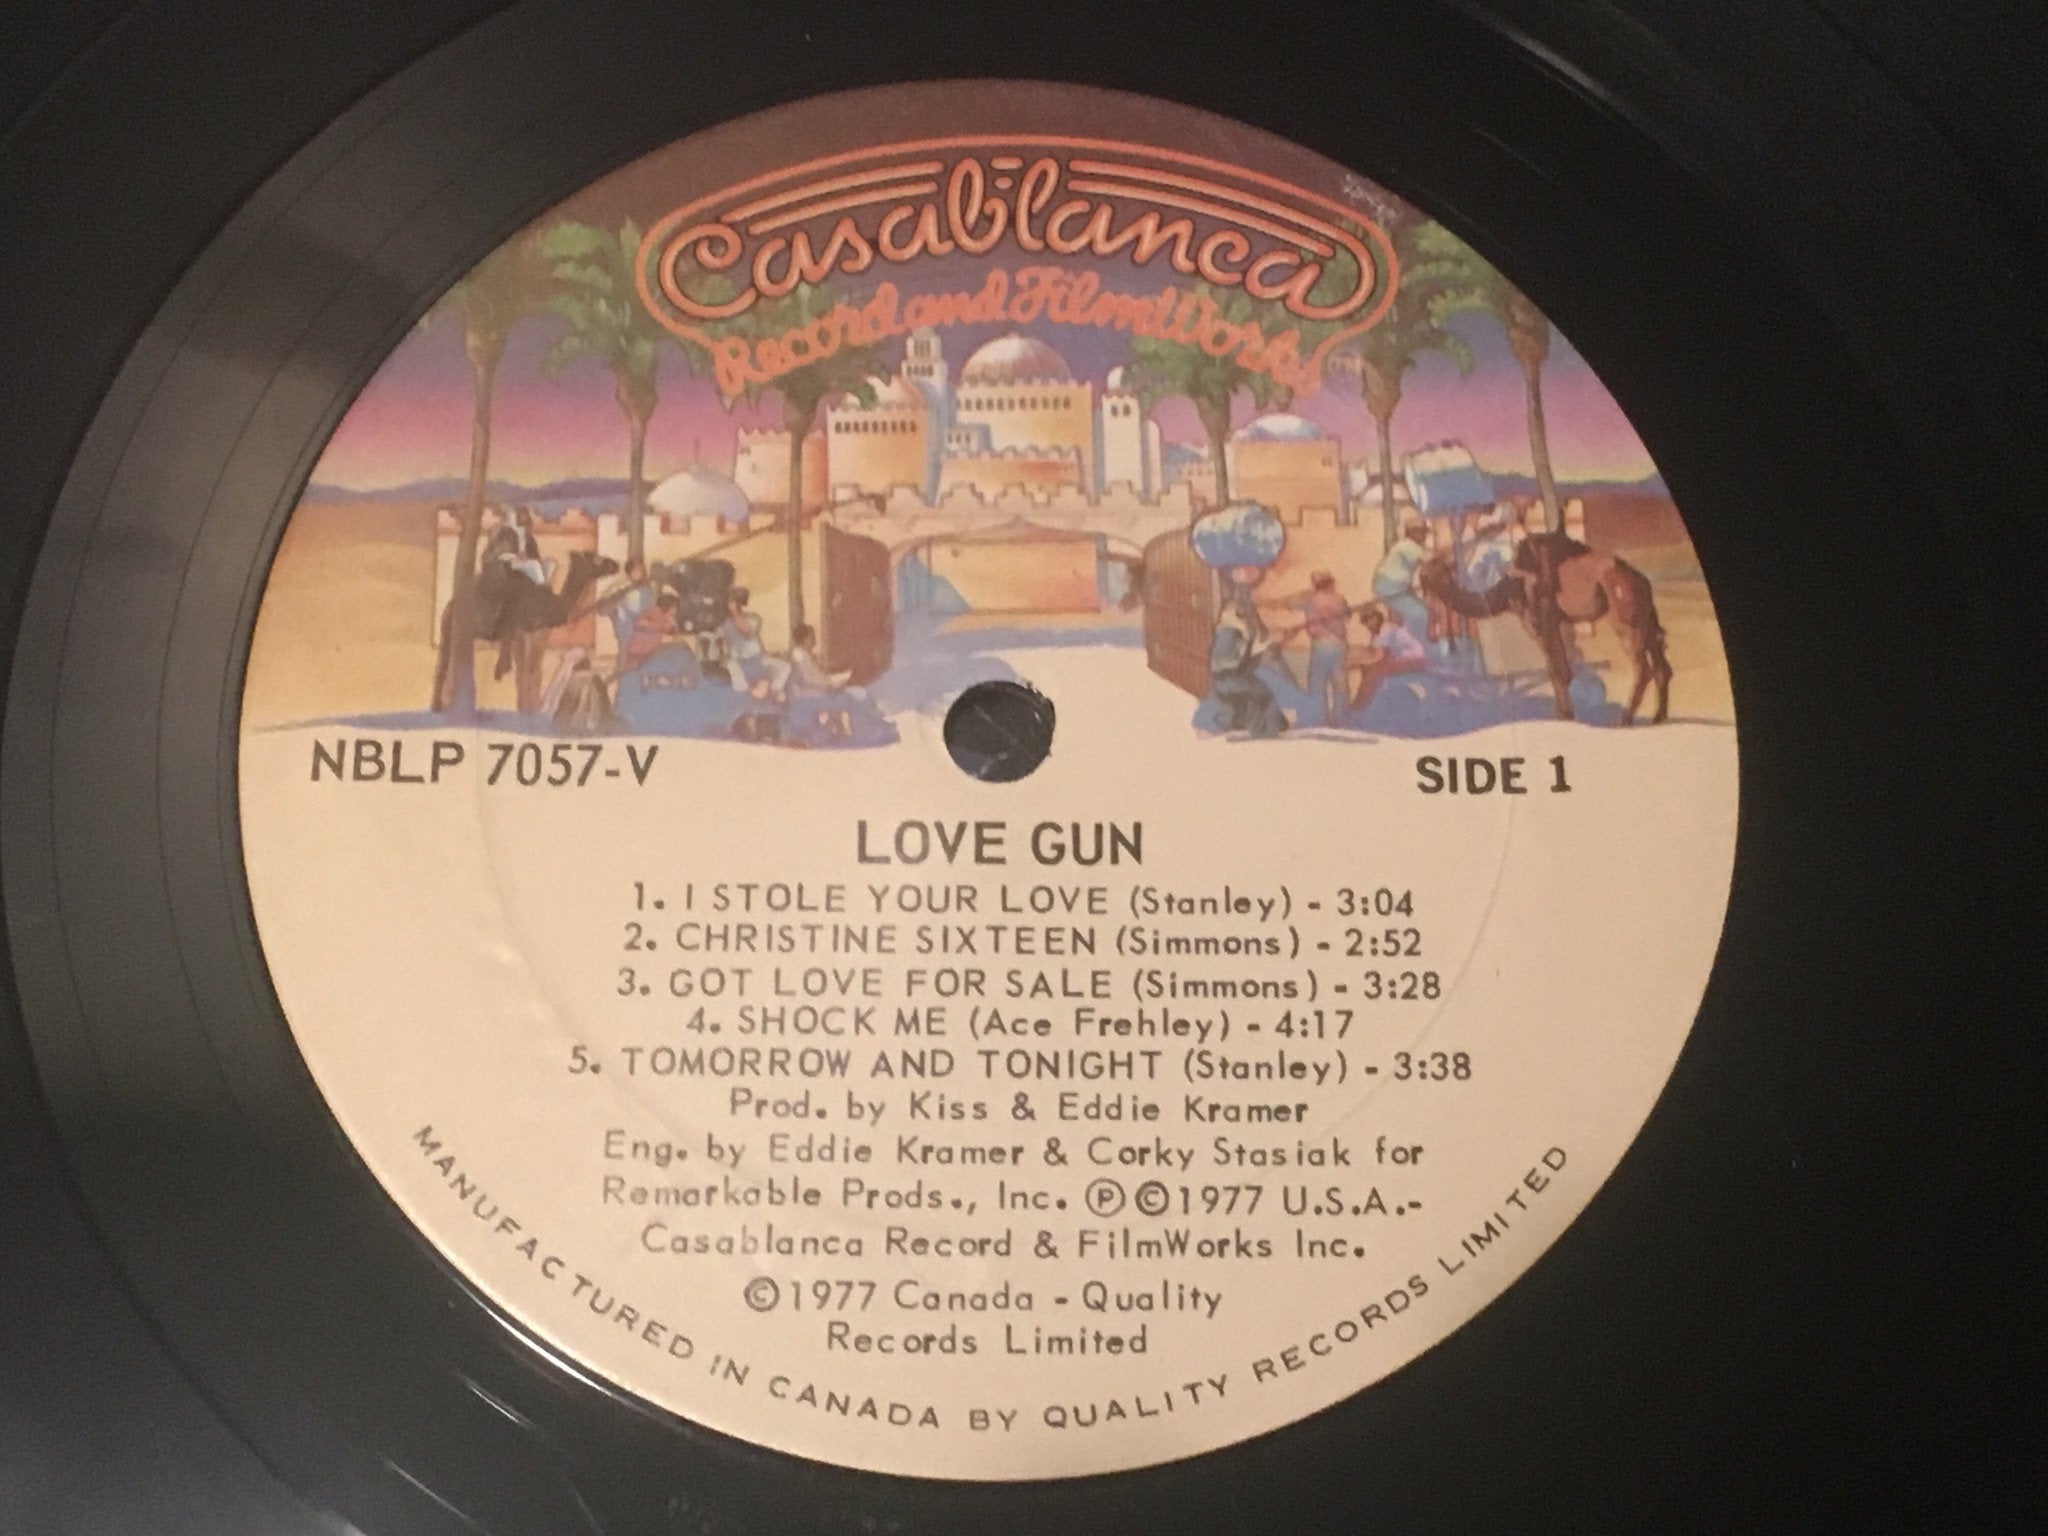 Casablanca
Record and FilmWorks
NBLP 7057-V
SIDE 1
LOVE GUN
1. I STOLE YOUR LOVE (Stanley) - 3:04
2. CHRISTINE SIXTEEN (Simmons) - 2:52
3. GOT LOVE FOR SALE (Simmons) - 3:28
4. SHOCK ME (Ace Frehley) - 4:17
5. TOMORROW AND TONIGHT (Stanley) - 3:38
Prod. by Kiss & Eddie Kramer
Eng. by Eddie Kramer & Corky Stasiak for
Remarkable Prods., Inc. ℗©1977 U.S.A.-
Casablanca Record & FilmWorks Inc.
©1977 Canada - Quality
Records Limited
MANUFACTURED IN CANADA BY QUALITY RECORDS LIMITED